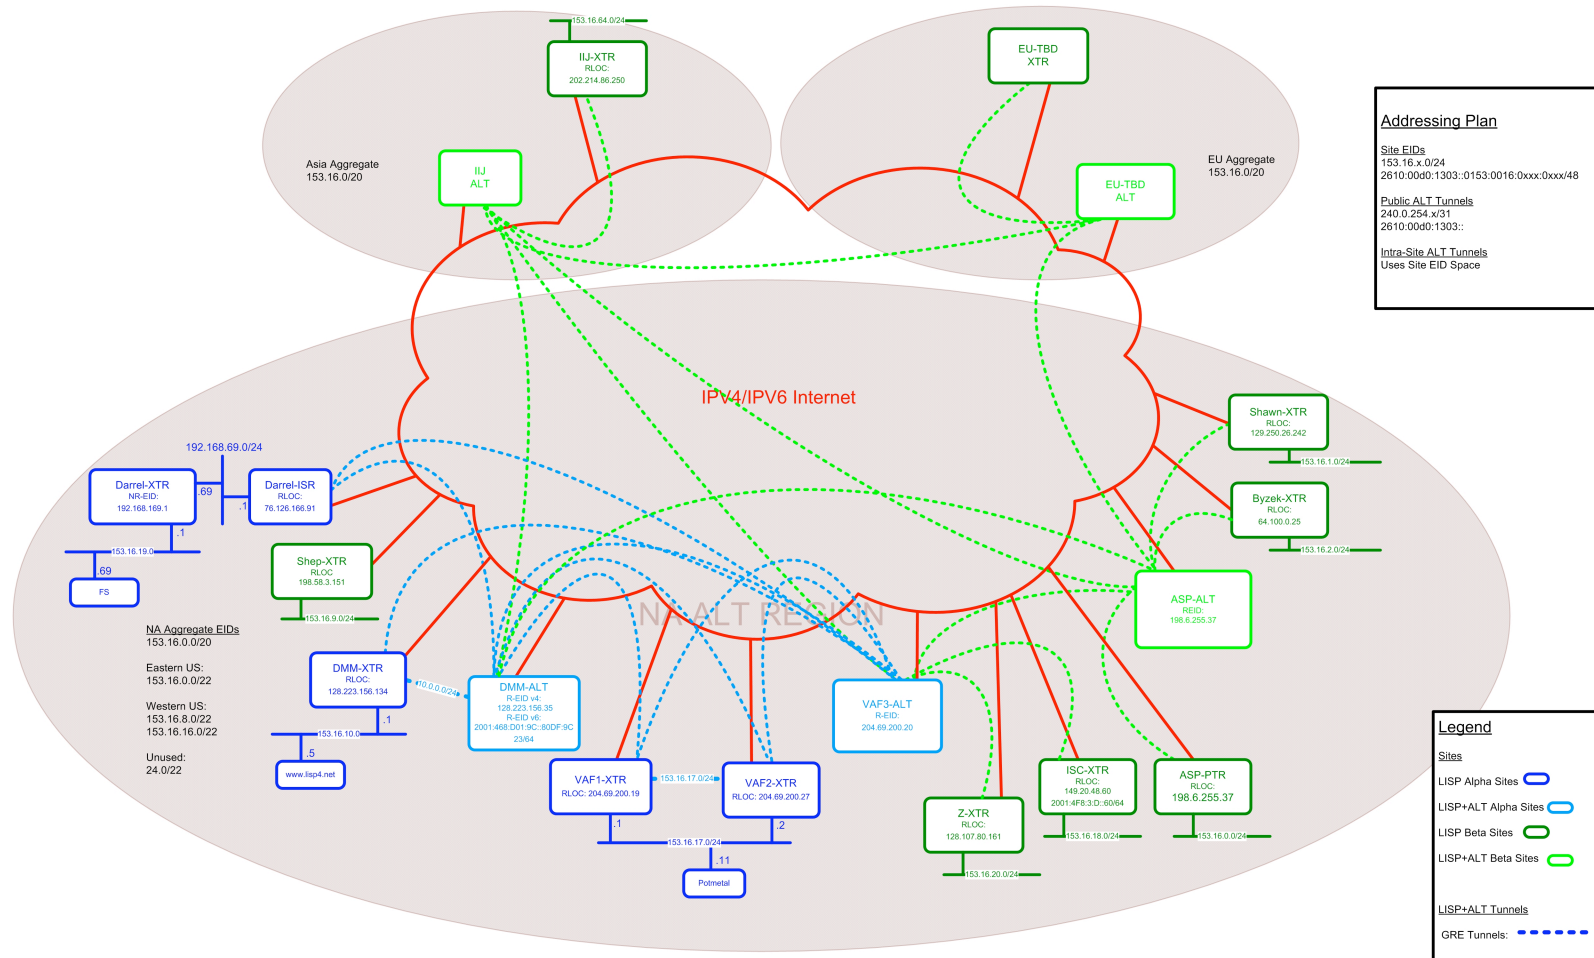 153.16.64.0/24
IIJ-XTR
RLOC:
202.214.86.250
EU-TBD
XTR
Asia Aggregate
153.16.0/20
IIJ
ALT
EU-TBD
ALT
EU Aggregate
153.16.0/20
Addressing Plan
Site EIDs
153.16.x.0/24
2610:00d0:1303::0153:0016:0xxx:0xxx/48
Public ALT Tunnels
240.0.254.x/31
2610:00d0:1303::
Intra-Site ALT Tunnels
Uses Site EID Space
IPV4/IPV6 Internet
192.168.69.0/24
Darrel-XTR
NR-EID:
192.168.169.1
.69
.1
Darrel-ISR
RLOC:
76.126.166.91
.1
153.16.19.0
.69
FS
Shawn-XTR
RLOC:
129.250.26.242
153.16.1.0/24
Byzek-XTR
RLOC:
64.100.0.25
153.16.2.0/24
Shep-XTR
RLOC
198.58.3.151
153.16.9.0/24
NA ALT REGION
ASP-ALT
REID:
198.6.255.37
NA Aggregate EIDs
153.16.0.0/20
Eastern US:
153.16.0.0/22
Western US:
153.16.8.0/22
153.16.16.0/22
Unused:
24.0/22
DMM-XTR
RLOC:
128.223.156.134
10.0.0.0/24
.1
153.16.10.0
.5
www.lisp4.net
DMM-ALT
R-EID v4:
128.223.156.35
R-EID v6:
2001:468:D01:9C::80DF:9C
23/64
VAF3-ALT
R-EID:
204.69.200.20
VAF1-XTR
RLOC: 204.69.200.19
153.16.17.0/24
VAF2-XTR
RLOC: 204.69.200.27
.1
.2
153.16.17.0/24
.11
Potmetal
Z-XTR
RLOC:
128.107.80.161
153.16.20.0/24
ISC-XTR
RLOC:
149.20.48.60
2001:4F8:3:D::60/64
153.16.18.0/24
ASP-PTR
RLOC:
198.6.255.37
153.16.0.0/24
Legend
Sites
LISP Alpha Sites
LISP+ALT Alpha Sites
LISP Beta Sites
LISP+ALT Beta Sites
LISP+ALT Tunnels
GRE Tunnels: